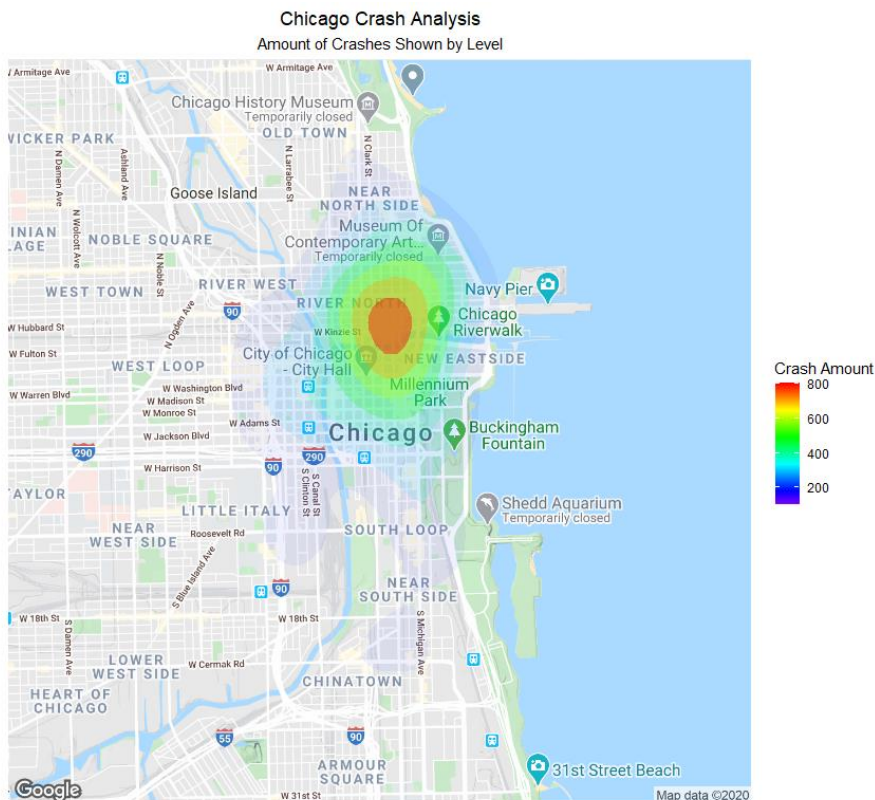 Chicago Crash Analysis
Amount of Crashes Shown by Level
W Armitage Ave
W Armitage Ave
Chicago History Museum
Temporarily closed
OLD TOWN
WICKER PARK
N Damen Ave
Ashland Ave
N Larrabee St
N Clark St
Goose Island
NEAR
NORTH SIDE
N Wolcott Ave
INIAN
LAGE
NOBLE SQUARE
Museum Of
Contemporary Art...
Temporarily closed
N Noble St
WEST TOWN
RIVER WEST
RIVER NORTH
Navy Pier
N Ogden Ave
90
Chicago
Riverwalk
W Hubbard St
W Kinzie St
W Fulton St
WEST LOOP
City of Chicago
- City Hall
NEW EASTSIDE
W Washington Blvd
W Warren Blvd
W Madison St
W Monroe St
Millennium
Park
W Adams St
W Jackson Blvd
Chicago
Buckingham
Fountain
290
290
90
W Harrison St
S Canal St
S Clinton St
TAYLOR
LITTLE ITALY
Shedd Aquarium
Temporarily closed
NEAR
WEST SIDE
Roosevelt Rd
SOUTH LOOP
S Blue Island Ave
90
NEAR
SOUTH SIDE
W 18th St
W 18th St
S Damen Ave
S Michigan Ave
LOWER
WEST SIDE
W Cermak Rd
CHINATOWN
HEART OF
CHICAGO
55
90
ARMOUR
SQUARE
31st Street Beach
Google
W 31st St
Map data ©2020
Crash Amount
800
600
400
200